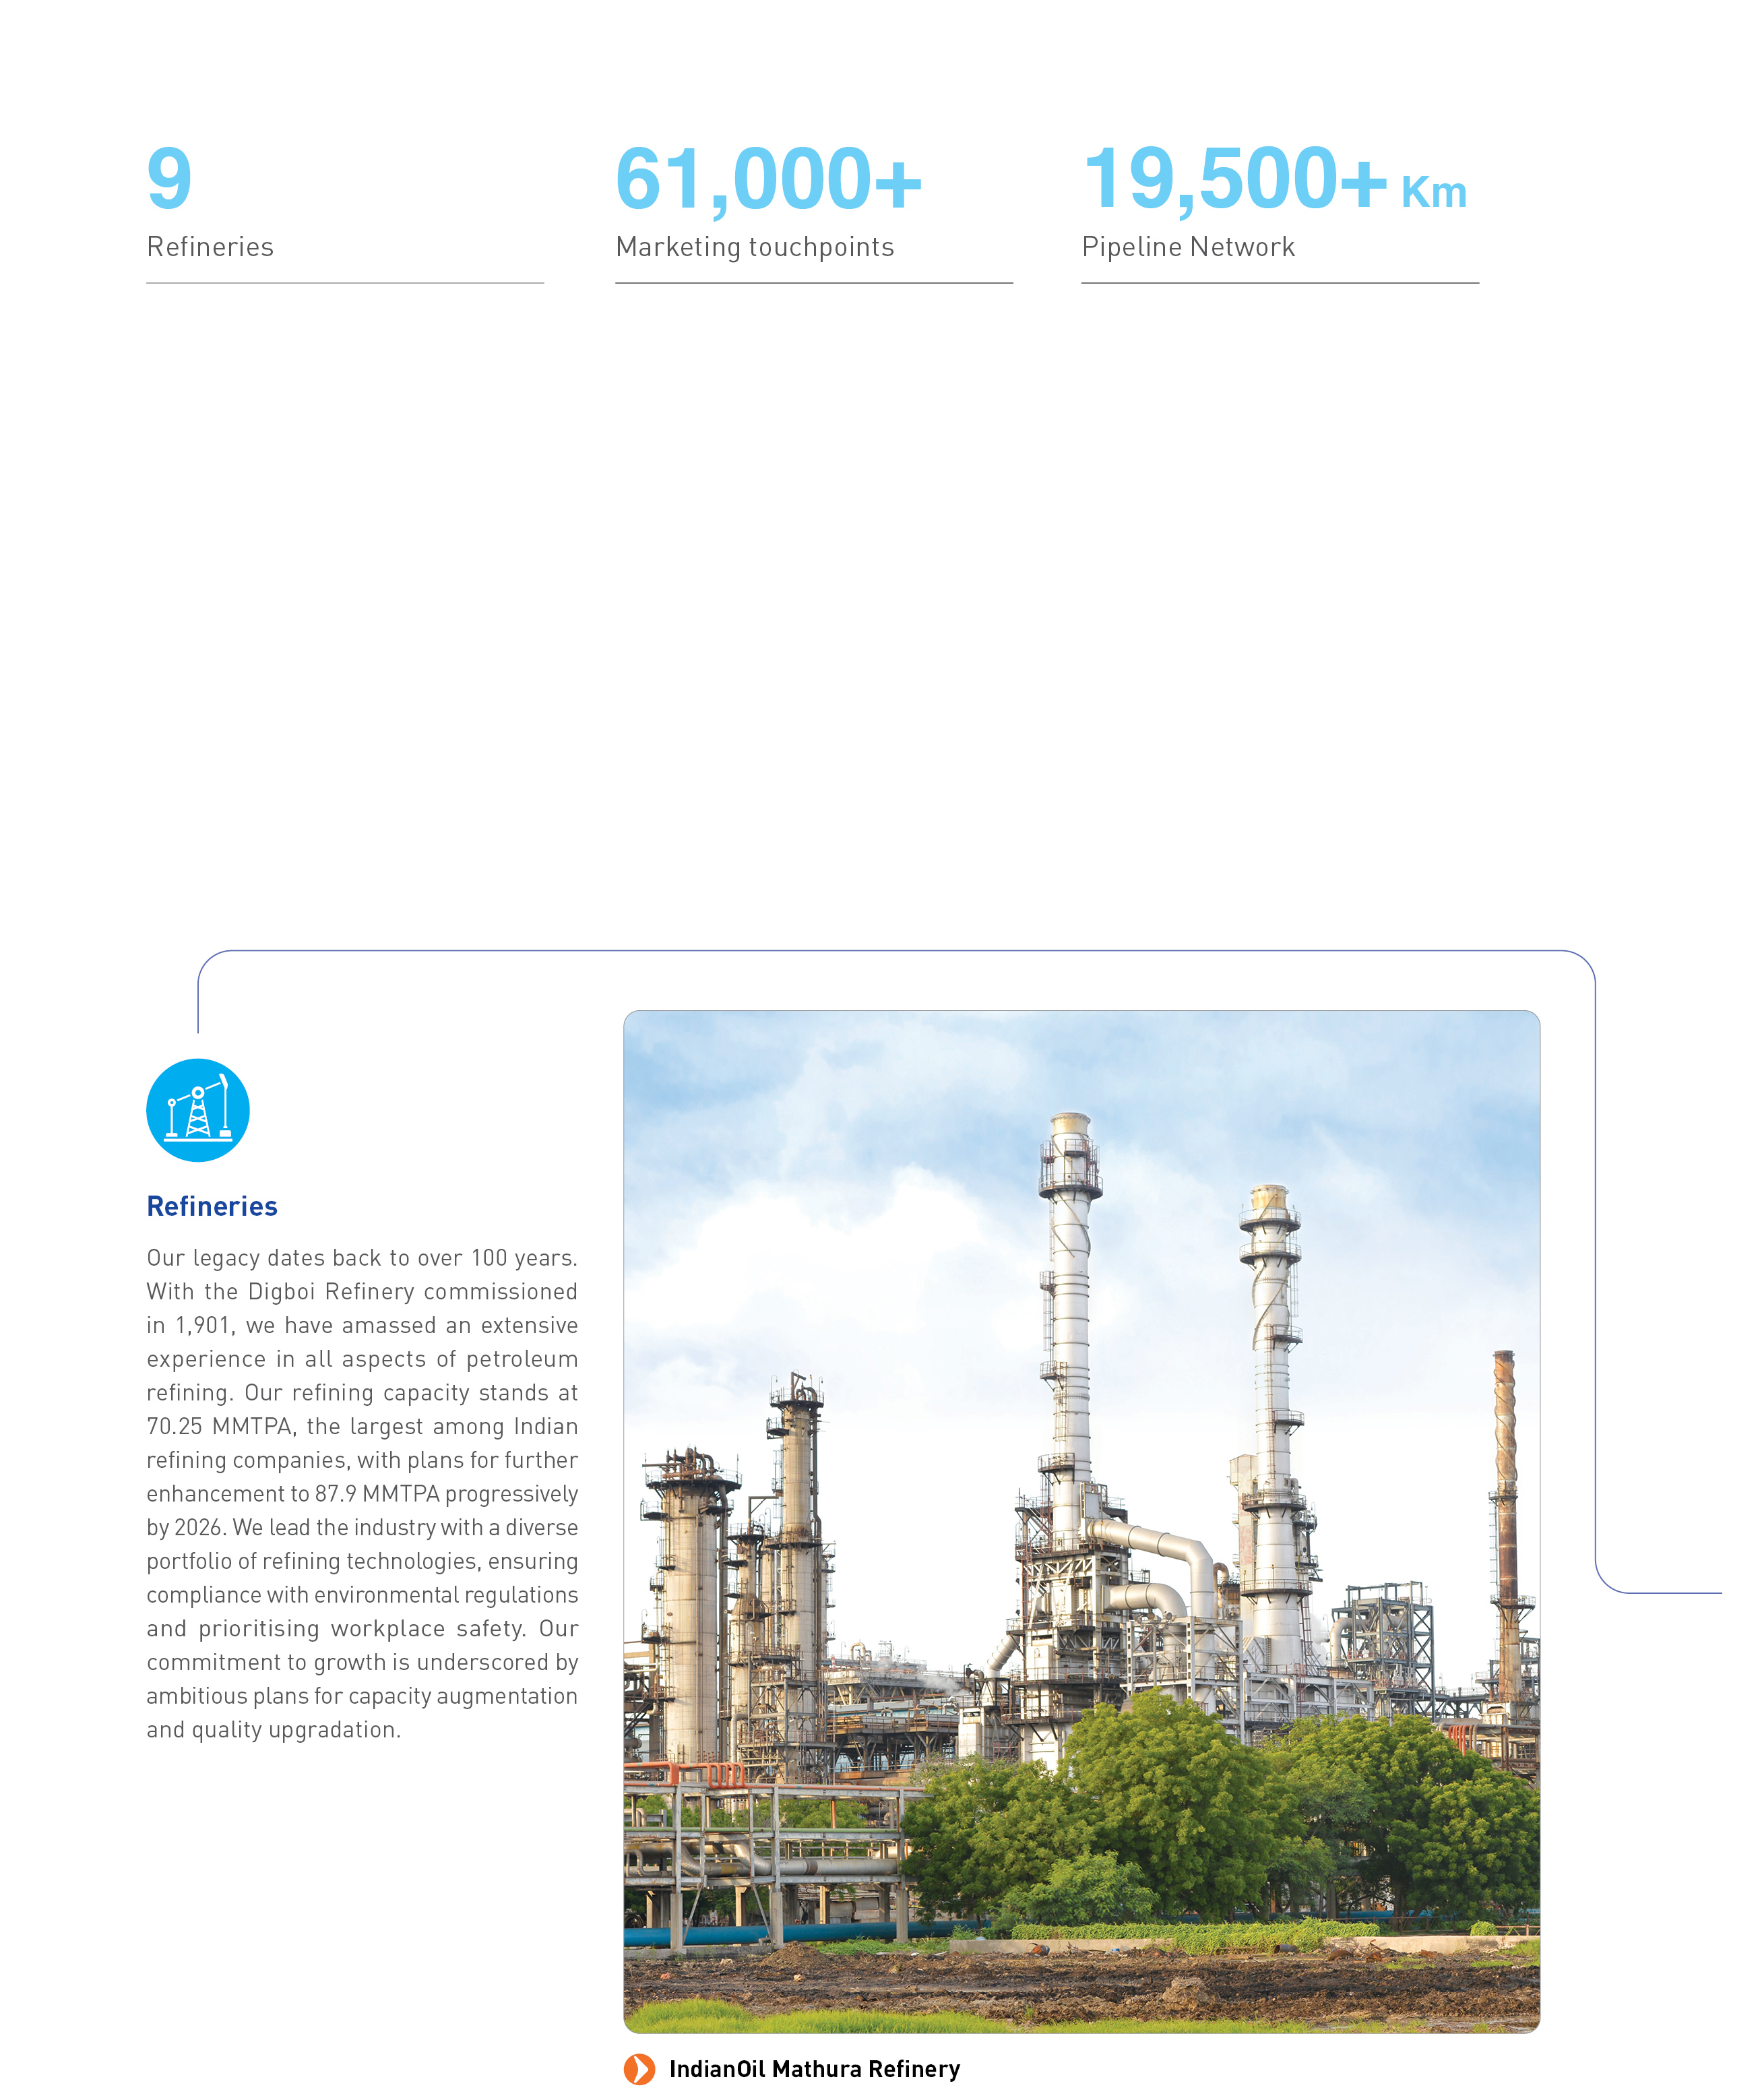 9
Refineries
61,000+
Marketing touchpoints
19,500+ Km
Pipeline Network
Refineries
Our legacy dates back to over 100 years.
With the Digboi Refinery commissioned
in 1,901, we have amassed an extensive
experience in all aspects of petroleum
refining. Our refining capacity stands at
70.25 MMTPA, the largest among Indian
refining companies, with plans for further
enhancement to 87.9 MMTPA progressively
by 2026. We lead the industry with a diverse
portfolio of refining technologies, ensuring
compliance with environmental regulations
and prioritising workplace safety. Our
commitment to growth is underscored by
ambitious plans for capacity augmentation
and quality upgradation.
IndianOil Mathura Refinery